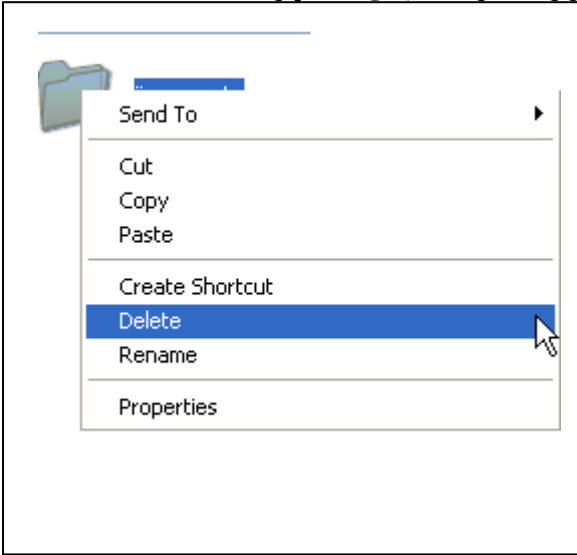 Send To
Cut
Copy
Paste
Create Shortcut
Delete
Rename
Properties